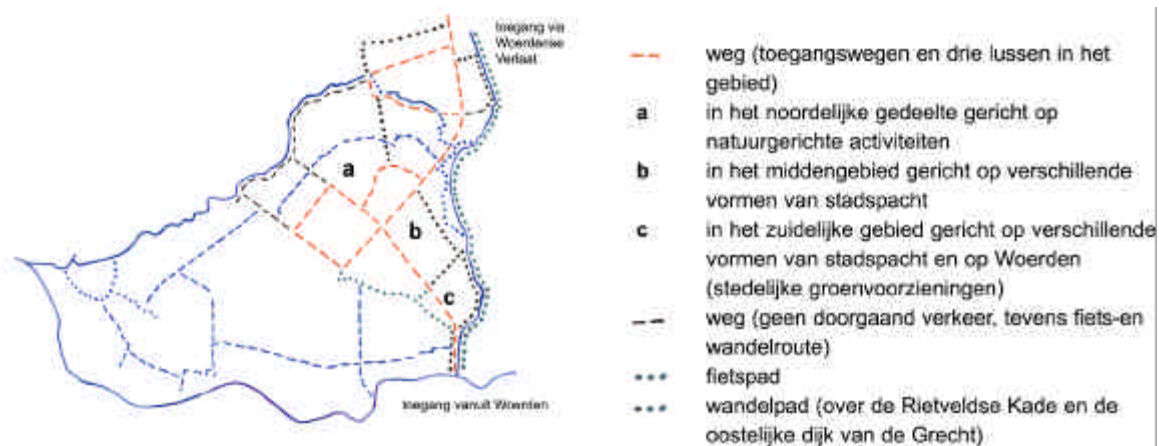 toegang via
Woerdense
Verlaat
a
b
c
toegang vanuit Woerden
weg (toegangswegen en drie lussen in het
gebied)
a in het noordelijke gedeelte gericht op
natuurgerichte activiteiten
b in het middengebied gericht op verschillende
vormen van stadspacht
c in het zuidelijke gebied gericht op verschillende
vormen van stadspacht en op Woerden
(stedelijke groenvoorzieningen)
weg (geen doorgaand verkeer, tevens fiets-en
wandelroute)
fietspad
wandelpad (over de Rietveldse Kade en de
oostelijke dijk van de Grecht)